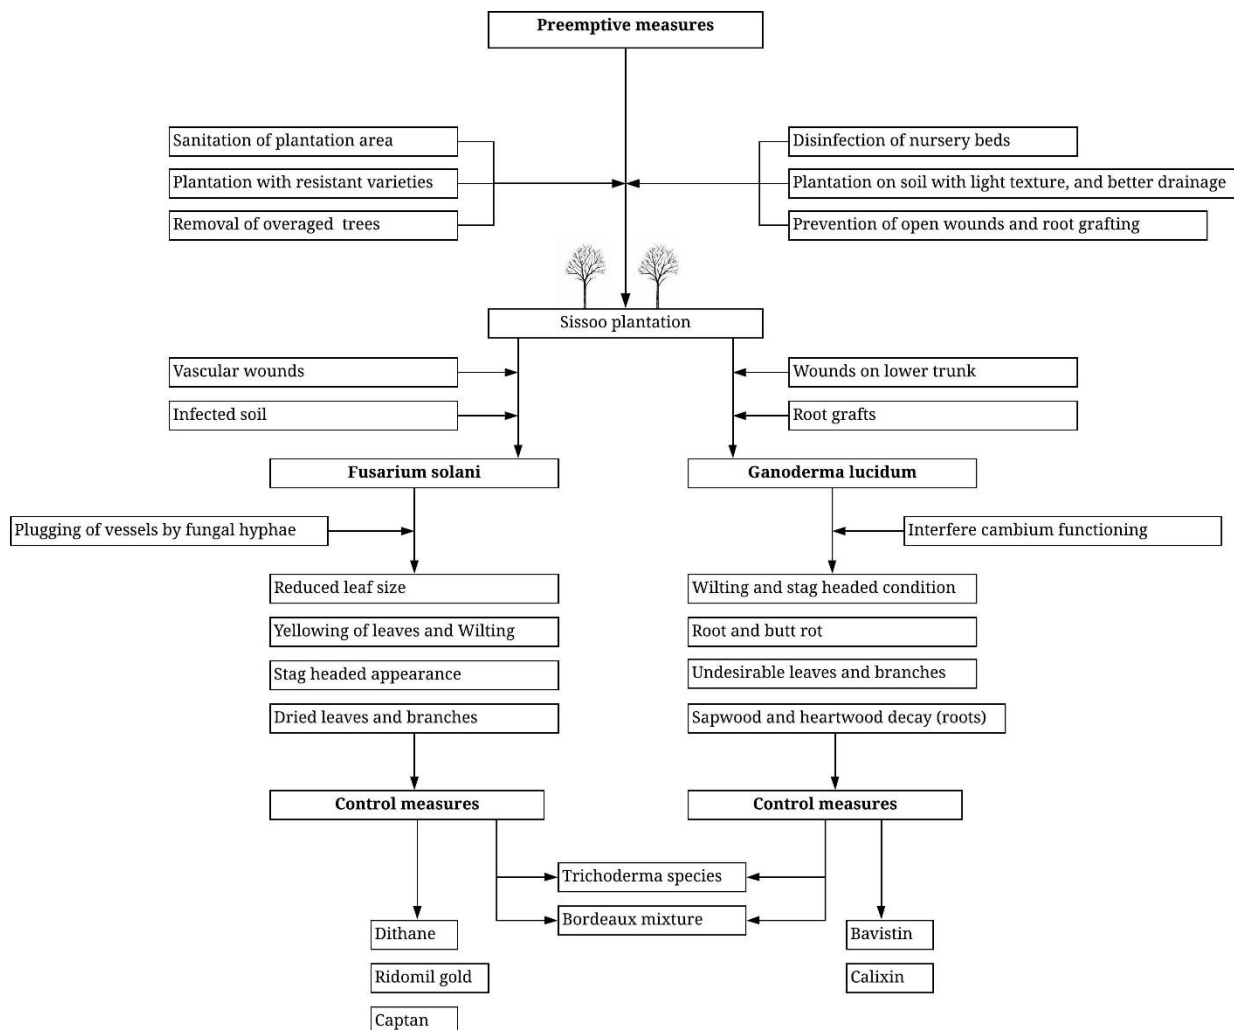 Preemptive measures
Sanitation of plantation area
Disinfection of nursery beds
Plantation with resistant varieties
Plantation on soil with light texture, and better drainage
Removal of overaged trees
Prevention of open wounds and root grafting
Sissoo plantation
Vascular wounds
Wounds on lower trunk
Infected soil
Root grafts
Fusarium solani
Ganoderma lucidum
Plugging of vessels by fungal hyphae
Interfere cambium functioning
Reduced leaf size
Wilting and stag headed condition
Yellowing of leaves and Wilting
Root and butt rot
Stag headed appearance
Undesirable leaves and branches
Dried leaves and branches
Sapwood and heartwood decay (roots)
Control measures
Control measures
Trichoderma species
Bordeaux mixture
Dithane
Bavistin
Ridomil gold
Calixin
Captan